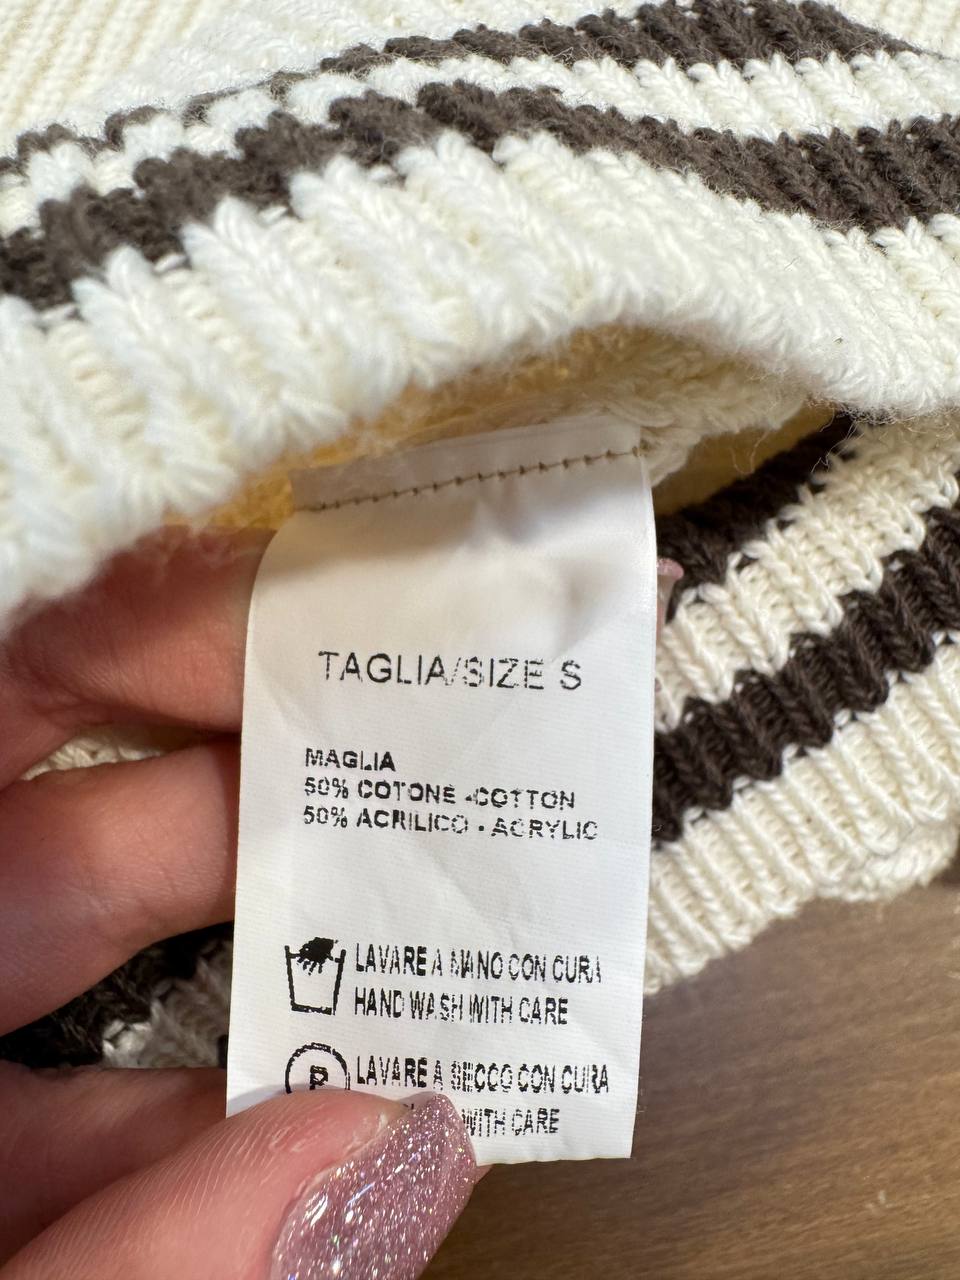 TAGLIA/SIZE S
MAGLIA
50% COTONE - COTTON
50% ACRILICO - ACRYLIC
LAVARE A MANO CON CURA
HAND WASH WITH CARE
P LAVARE A SECCO CON CURA
WITH CARE